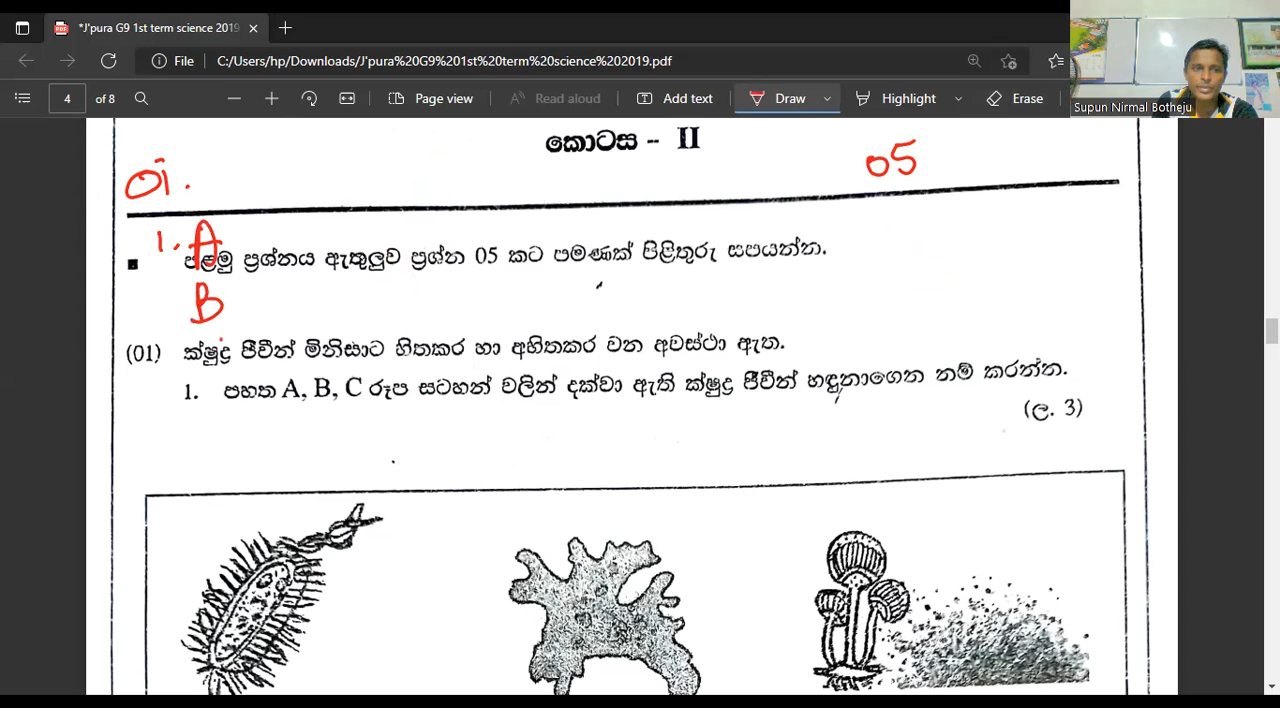 *J'pura G9 1st term science 2019
File C:/Users/hp/Downloads/J'pura%20G9%201st%20term%20science%202019.pdf
4 of 8 Page view Read aloud Add text Draw Highlight Erase
Supun Nirmal Botheju
කොටස - II
05
01.
1. A
පළමු ප්‍රශ්නය ඇතුලුව ප්‍රශ්න 05 කට පමණක් පිළිතුරු සපයන්න.
B
(01) ක්ෂුද්‍ර ජීවීන් මිනිසාට හිතකර හා අහිතකර වන අවස්ථා ඇත.
1. පහත A, B, C රූප සටහන් වලින් දක්වා ඇති ක්ෂුද්‍ර ජීවීන් හඳුනාගෙන නම් කරන්න.
(ල. 3)